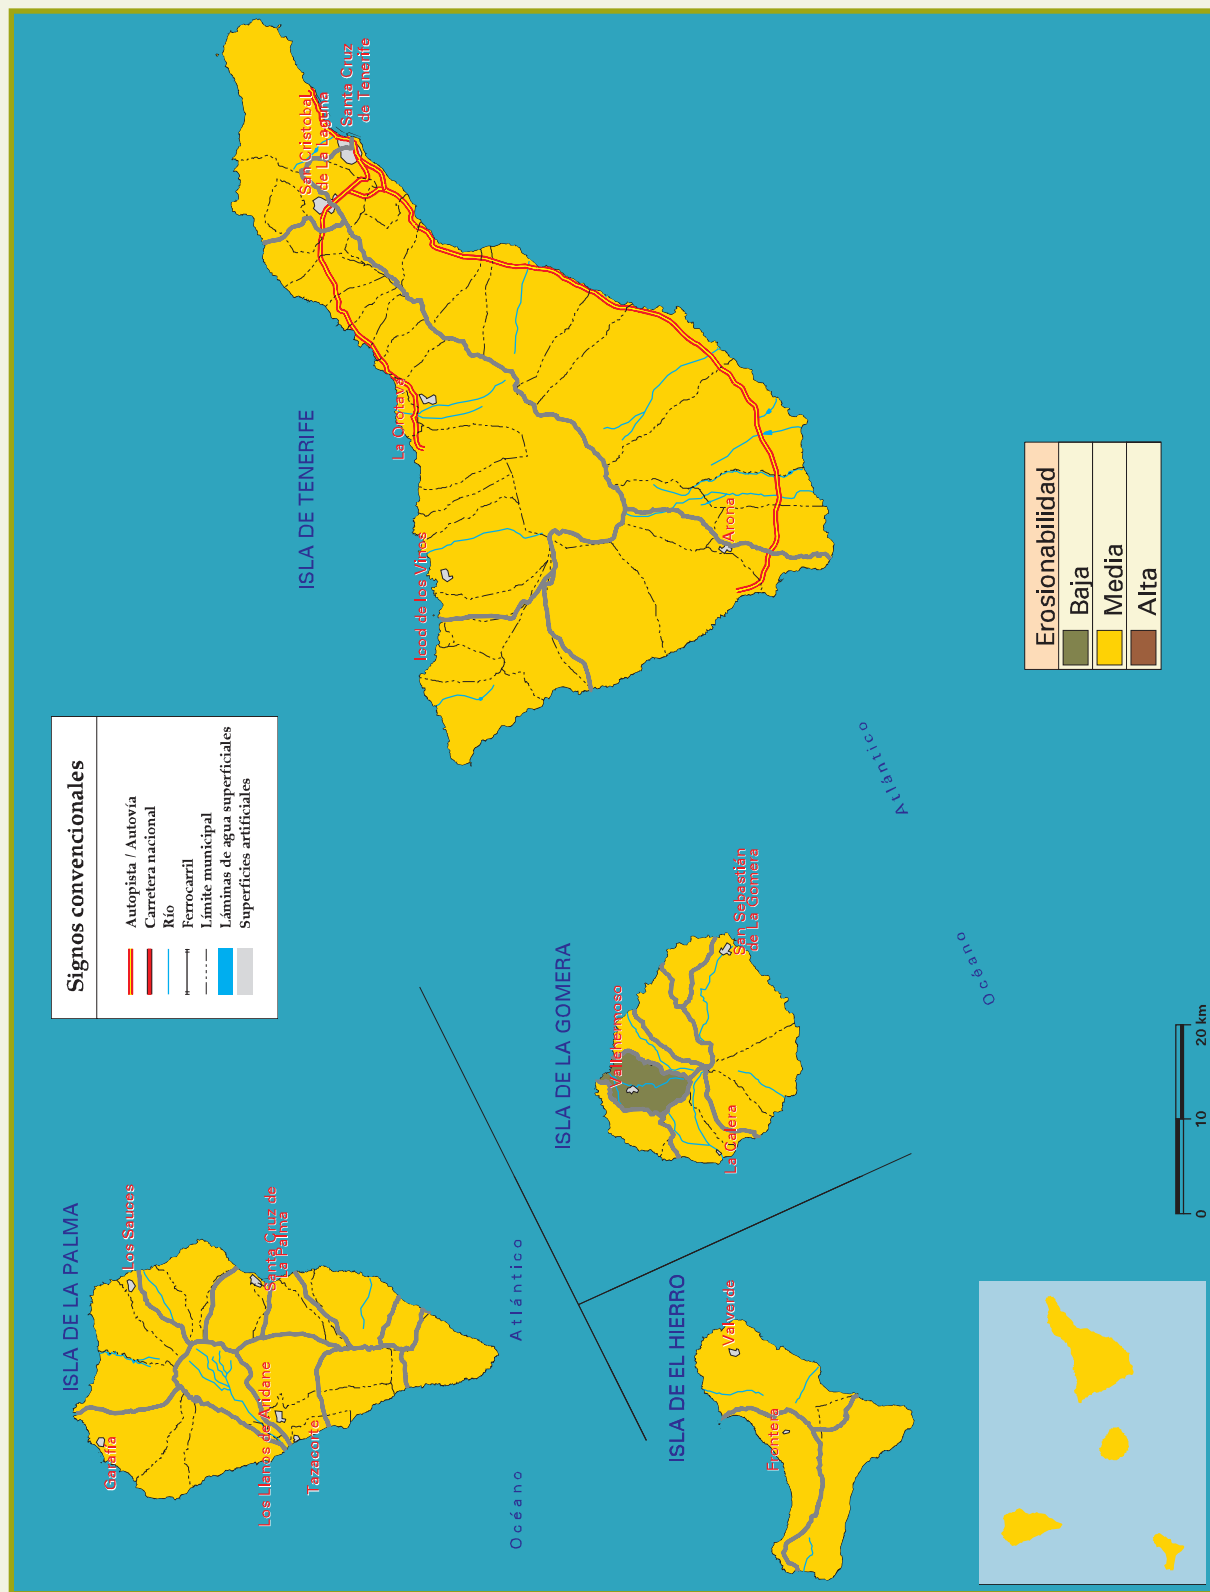 ISLA DE LA PALMA
Los Sauces
Santa Cruz de
La Palma
Garafía
Los Llanos de Aridane
Tazacorte
Océano
Atlántico
Signos convencionales
Autopista / Autovía
Carretera nacional
Río
Ferrocarril
Límite municipal
Láminas de agua superficiales
Superficies artificiales
ISLA DE TENERIFE
San Cristobal
de La Laguna
Santa Cruz
de Tenerife
La Orotava
Icod de los Vinos
Arona
ISLA DE LA GOMERA
Vallehermoso
San Sebastián
de La Gomera
La Calera
ISLA DE EL HIERRO
Valverde
Frontera
Océano
Atlántico
Erosionabilidad
Baja
Media
Alta
0 10 20 km